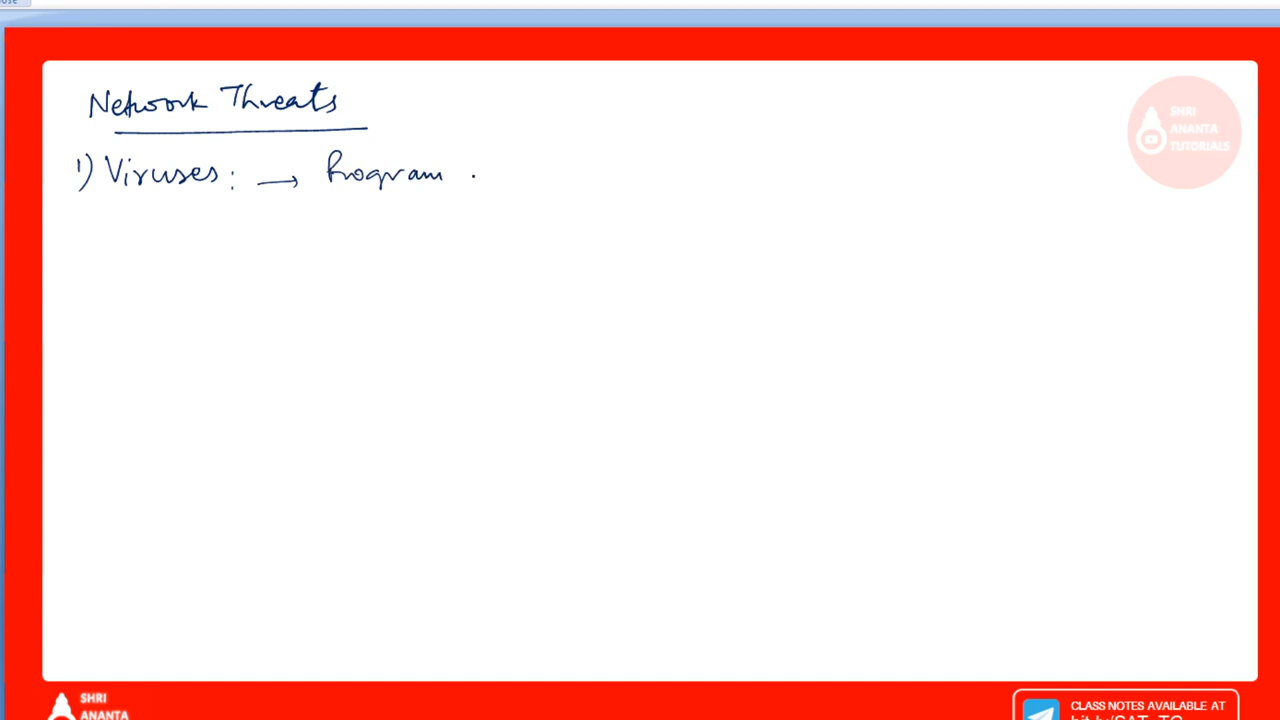 Network Threats
1) Viruses: → Program .
SHRI
ANANTA
TUTORIALS
SHRI
ANANTA
CLASS NOTES AVAILABLE AT